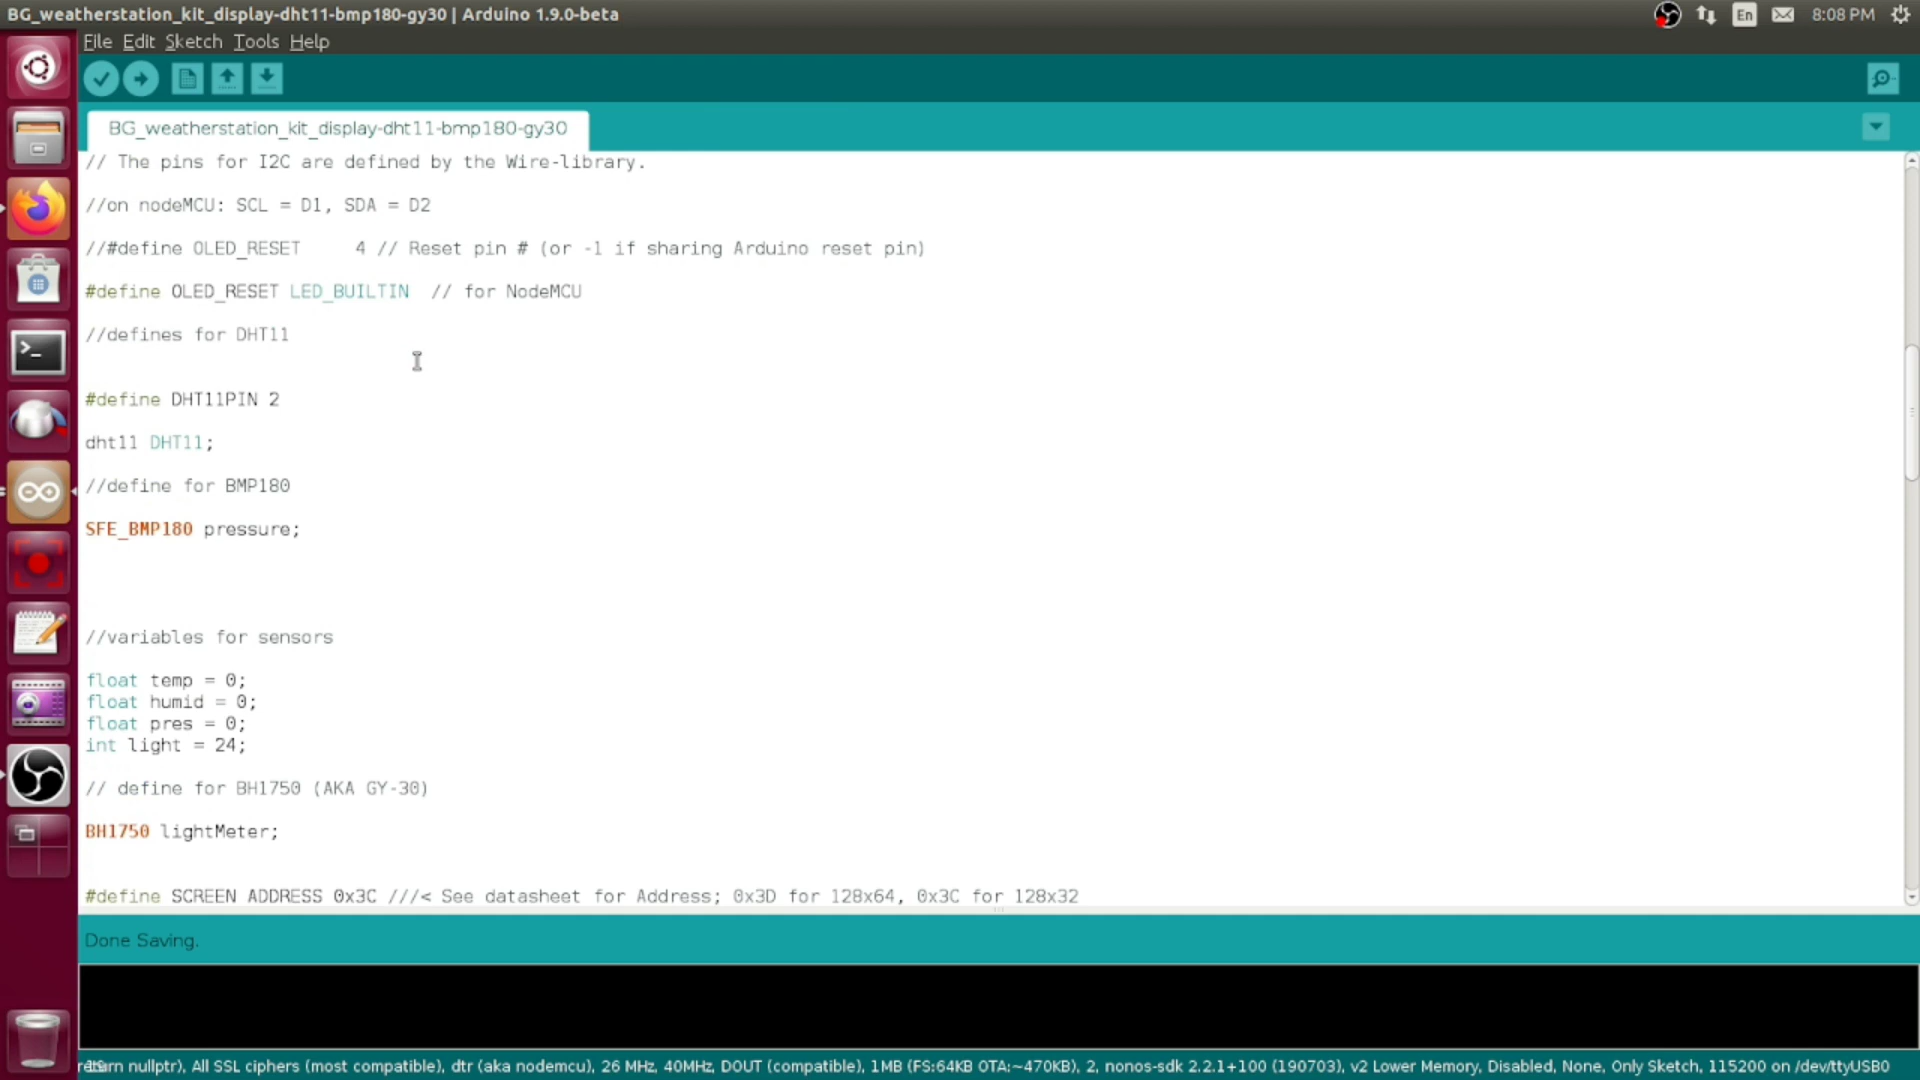 BG_weatherstation_kit_display-dht11-bmp180-gy30 | Arduino 1.9.0-beta
En
8:08 PM
File Edit Sketch Tools Help
BG_weatherstation_kit_display-dht11-bmp180-gy30
// The pins for I2C are defined by the Wire-library.
//on nodeMCU: SCL = D1, SDA = D2
//#define OLED_RESET     4 // Reset pin # (or -1 if sharing Arduino reset pin)
#define OLED_RESET LED_BUILTIN  // for NodeMCU
//defines for DHT11
#define DHT11PIN 2
dht11 DHT11;
//define for BMP180
SFE_BMP180 pressure;
//variables for sensors
float temp = 0;
float humid = 0;
float pres = 0;
int light = 24;
// define for BH1750 (AKA GY-30)
BH1750 lightMeter;
#define SCREEN_ADDRESS 0x3C ///< See datasheet for Address; 0x3D for 128x64, 0x3C for 128x32
Done Saving.
nullptr), All SSL ciphers (most compatible), dtr (aka nodemcu), 26 MHz, 40MHz, DOUT (compatible), 1MB (FS:64KB OTA:~470KB), 2, nonos-sdk 2.2.1+100 (190703), v2 Lower Memory, Disabled, None, Only Sketch, 115200 on /dev/ttyUSB0